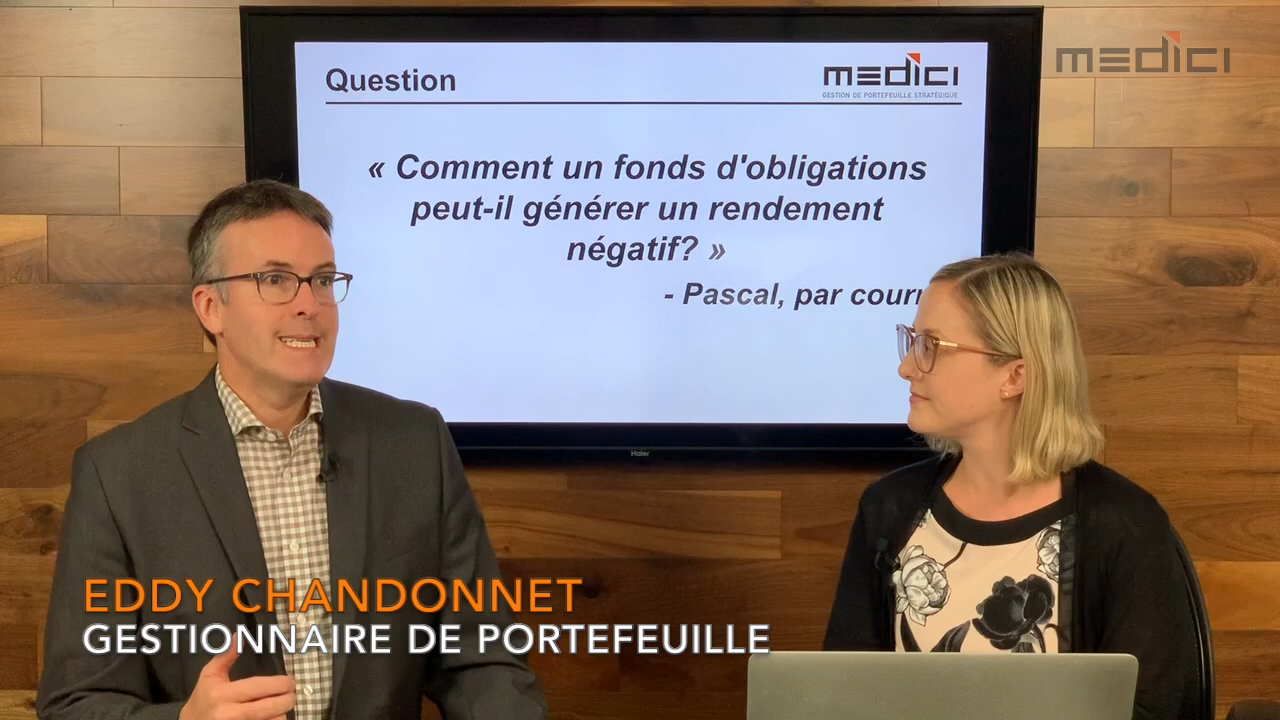 Question
MEDICI
GESTION DE PORTEFEUILLE STRATÉGIQUE
MEDICI
« Comment un fonds d'obligations
peut-il générer un rendement
négatif? »
- Pascal, par
Haier
EDDY CHANDONNET
GESTIONNAIRE DE PORTEFEUILLE